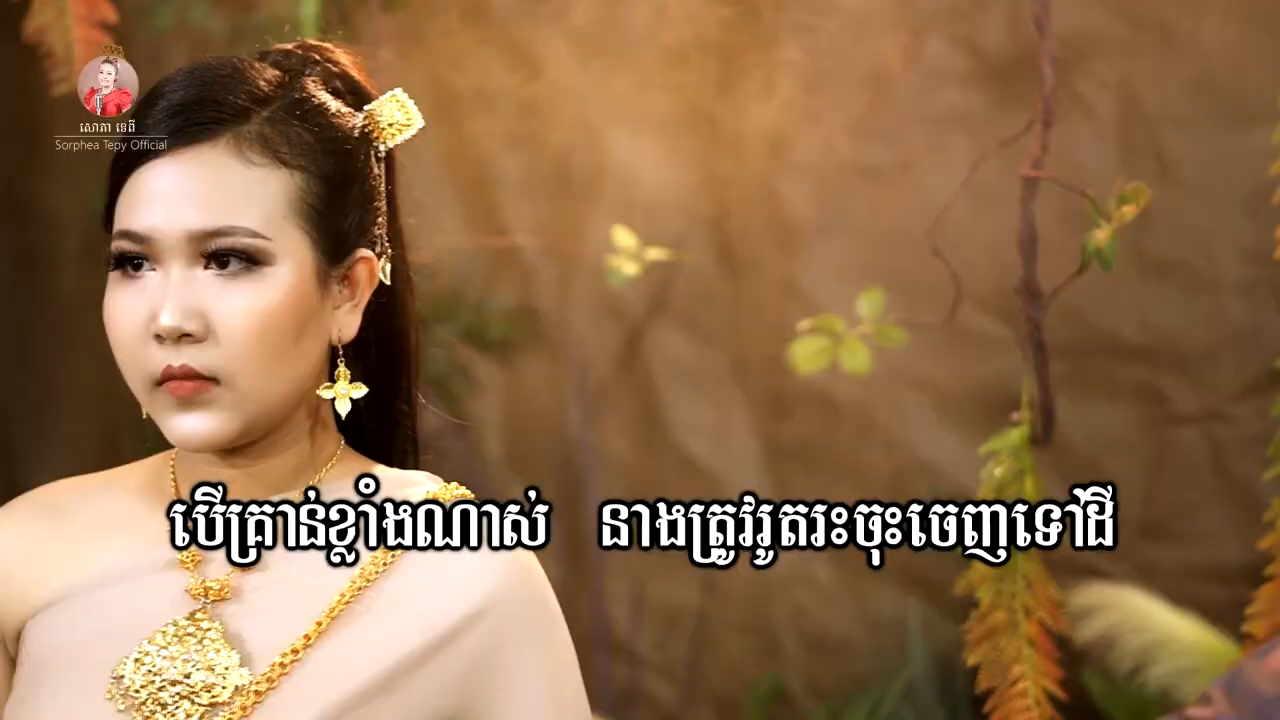 សោភា ទេពី
Sorphea Tepy Official
បើគ្រាន់ខ្លាំងណាស់ នាងត្រូវរូតរះចុះចេញទៅដី